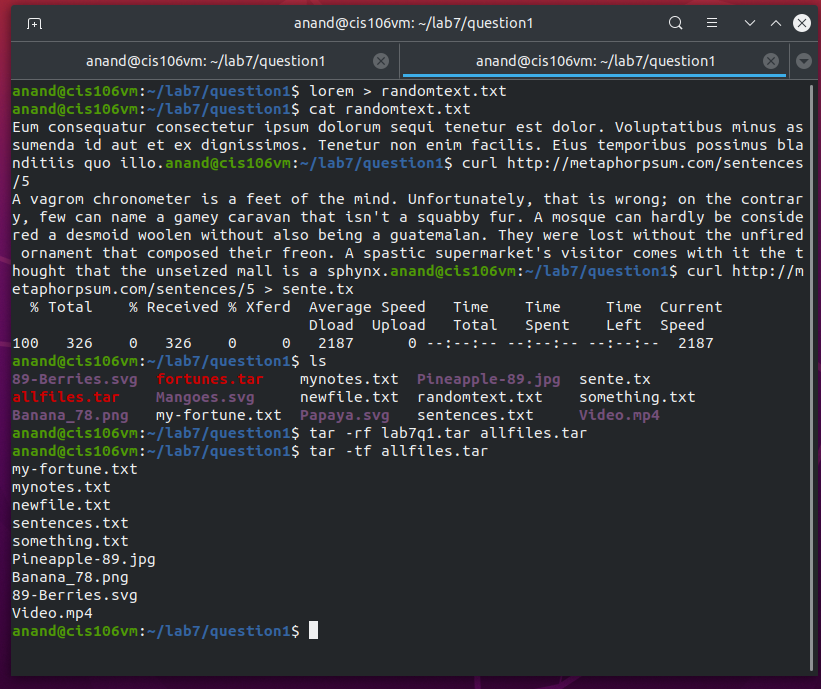 anand@cis106vm: ~/lab7/question1
anand@cis106vm: ~/lab7/question1
anand@cis106vm: ~/lab7/question1
anand@cis106vm:~/lab7/question1$ lorem > randomtext.txt
anand@cis106vm:~/lab7/question1$ cat randomtext.txt
Eum consequatur consectetur ipsum dolorum sequi tenetur est dolor. Voluptatibus minus as
sumenda id aut et ex dignissimos. Tenetur non enim facilis. Eius temporibus possimus bla
nditiis quo illo.anand@cis106vm:~/lab7/question1$ curl http://metaphorpsum.com/sentences
/5
A vagrom chronometer is a feet of the mind. Unfortunately, that is wrong; on the contrar
y, few can name a gamey caravan that isn't a squabby fur. A mosque can hardly be conside
red a desmoid woolen without also being a guatemalan. They were lost without the unfired
 ornament that composed their freon. A spastic supermarket's visitor comes with it the t
hought that the unseized mall is a sphynx.anand@cis106vm:~/lab7/question1$ curl http://m
etaphorpsum.com/sentences/5 > sente.tx
  % Total    % Received % Xferd  Average Speed   Time    Time     Time  Current
                                 Dload  Upload   Total   Spent    Left  Speed
100   326    0   326    0     0   2187      0 --:--:-- --:--:-- --:--:--  2187
anand@cis106vm:~/lab7/question1$ ls
89-Berries.svg  fortunes.tar    mynotes.txt  Pineapple-89.jpg  sente.tx
allfiles.tar    Mangoes.svg     newfile.txt  randomtext.txt    something.txt
Banana_78.png   my-fortune.txt  Papaya.svg   sentences.txt     Video.mp4
anand@cis106vm:~/lab7/question1$ tar -rf lab7q1.tar allfiles.tar
anand@cis106vm:~/lab7/question1$ tar -tf allfiles.tar
my-fortune.txt
mynotes.txt
newfile.txt
sentences.txt
something.txt
Pineapple-89.jpg
Banana_78.png
89-Berries.svg
Video.mp4
anand@cis106vm:~/lab7/question1$